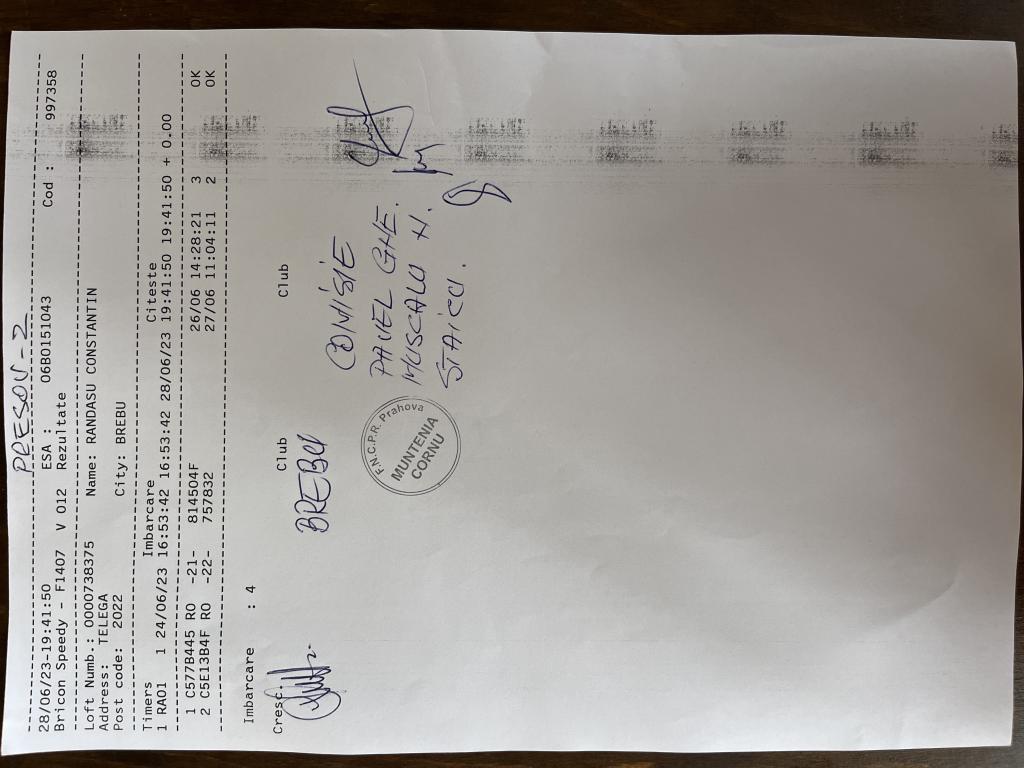 PRESOV-2
28/06/23-19:41:50 ESA : 06B0151043 Cod : 997358
Bricon Speedy - F1407 V 012 Rezultate
Loft Numb.: 0000738375 Name: RANDASU CONSTANTIN
Address: TELEGA
Post code: 2022 City: BREBU
Timers Imbarcare Citeste
1 RA01 1 24/06/23 16:53:42 16:53:42 28/06/23 19:41:50 19:41:50 + 0.00
1 C577B445 RO -21- 814504F 26/06 14:28:21 3 OK
2 C5E13B4F RO -22- 757832 27/06 11:04:11 2 OK
Imbarcare : 4
Cresc Club Club
BREBU
COMISIE
PAVEL GHE.
MUSCALU N.
STAICU.
F.N.C.P.R. Prahova
MUNTENIA
CORNU